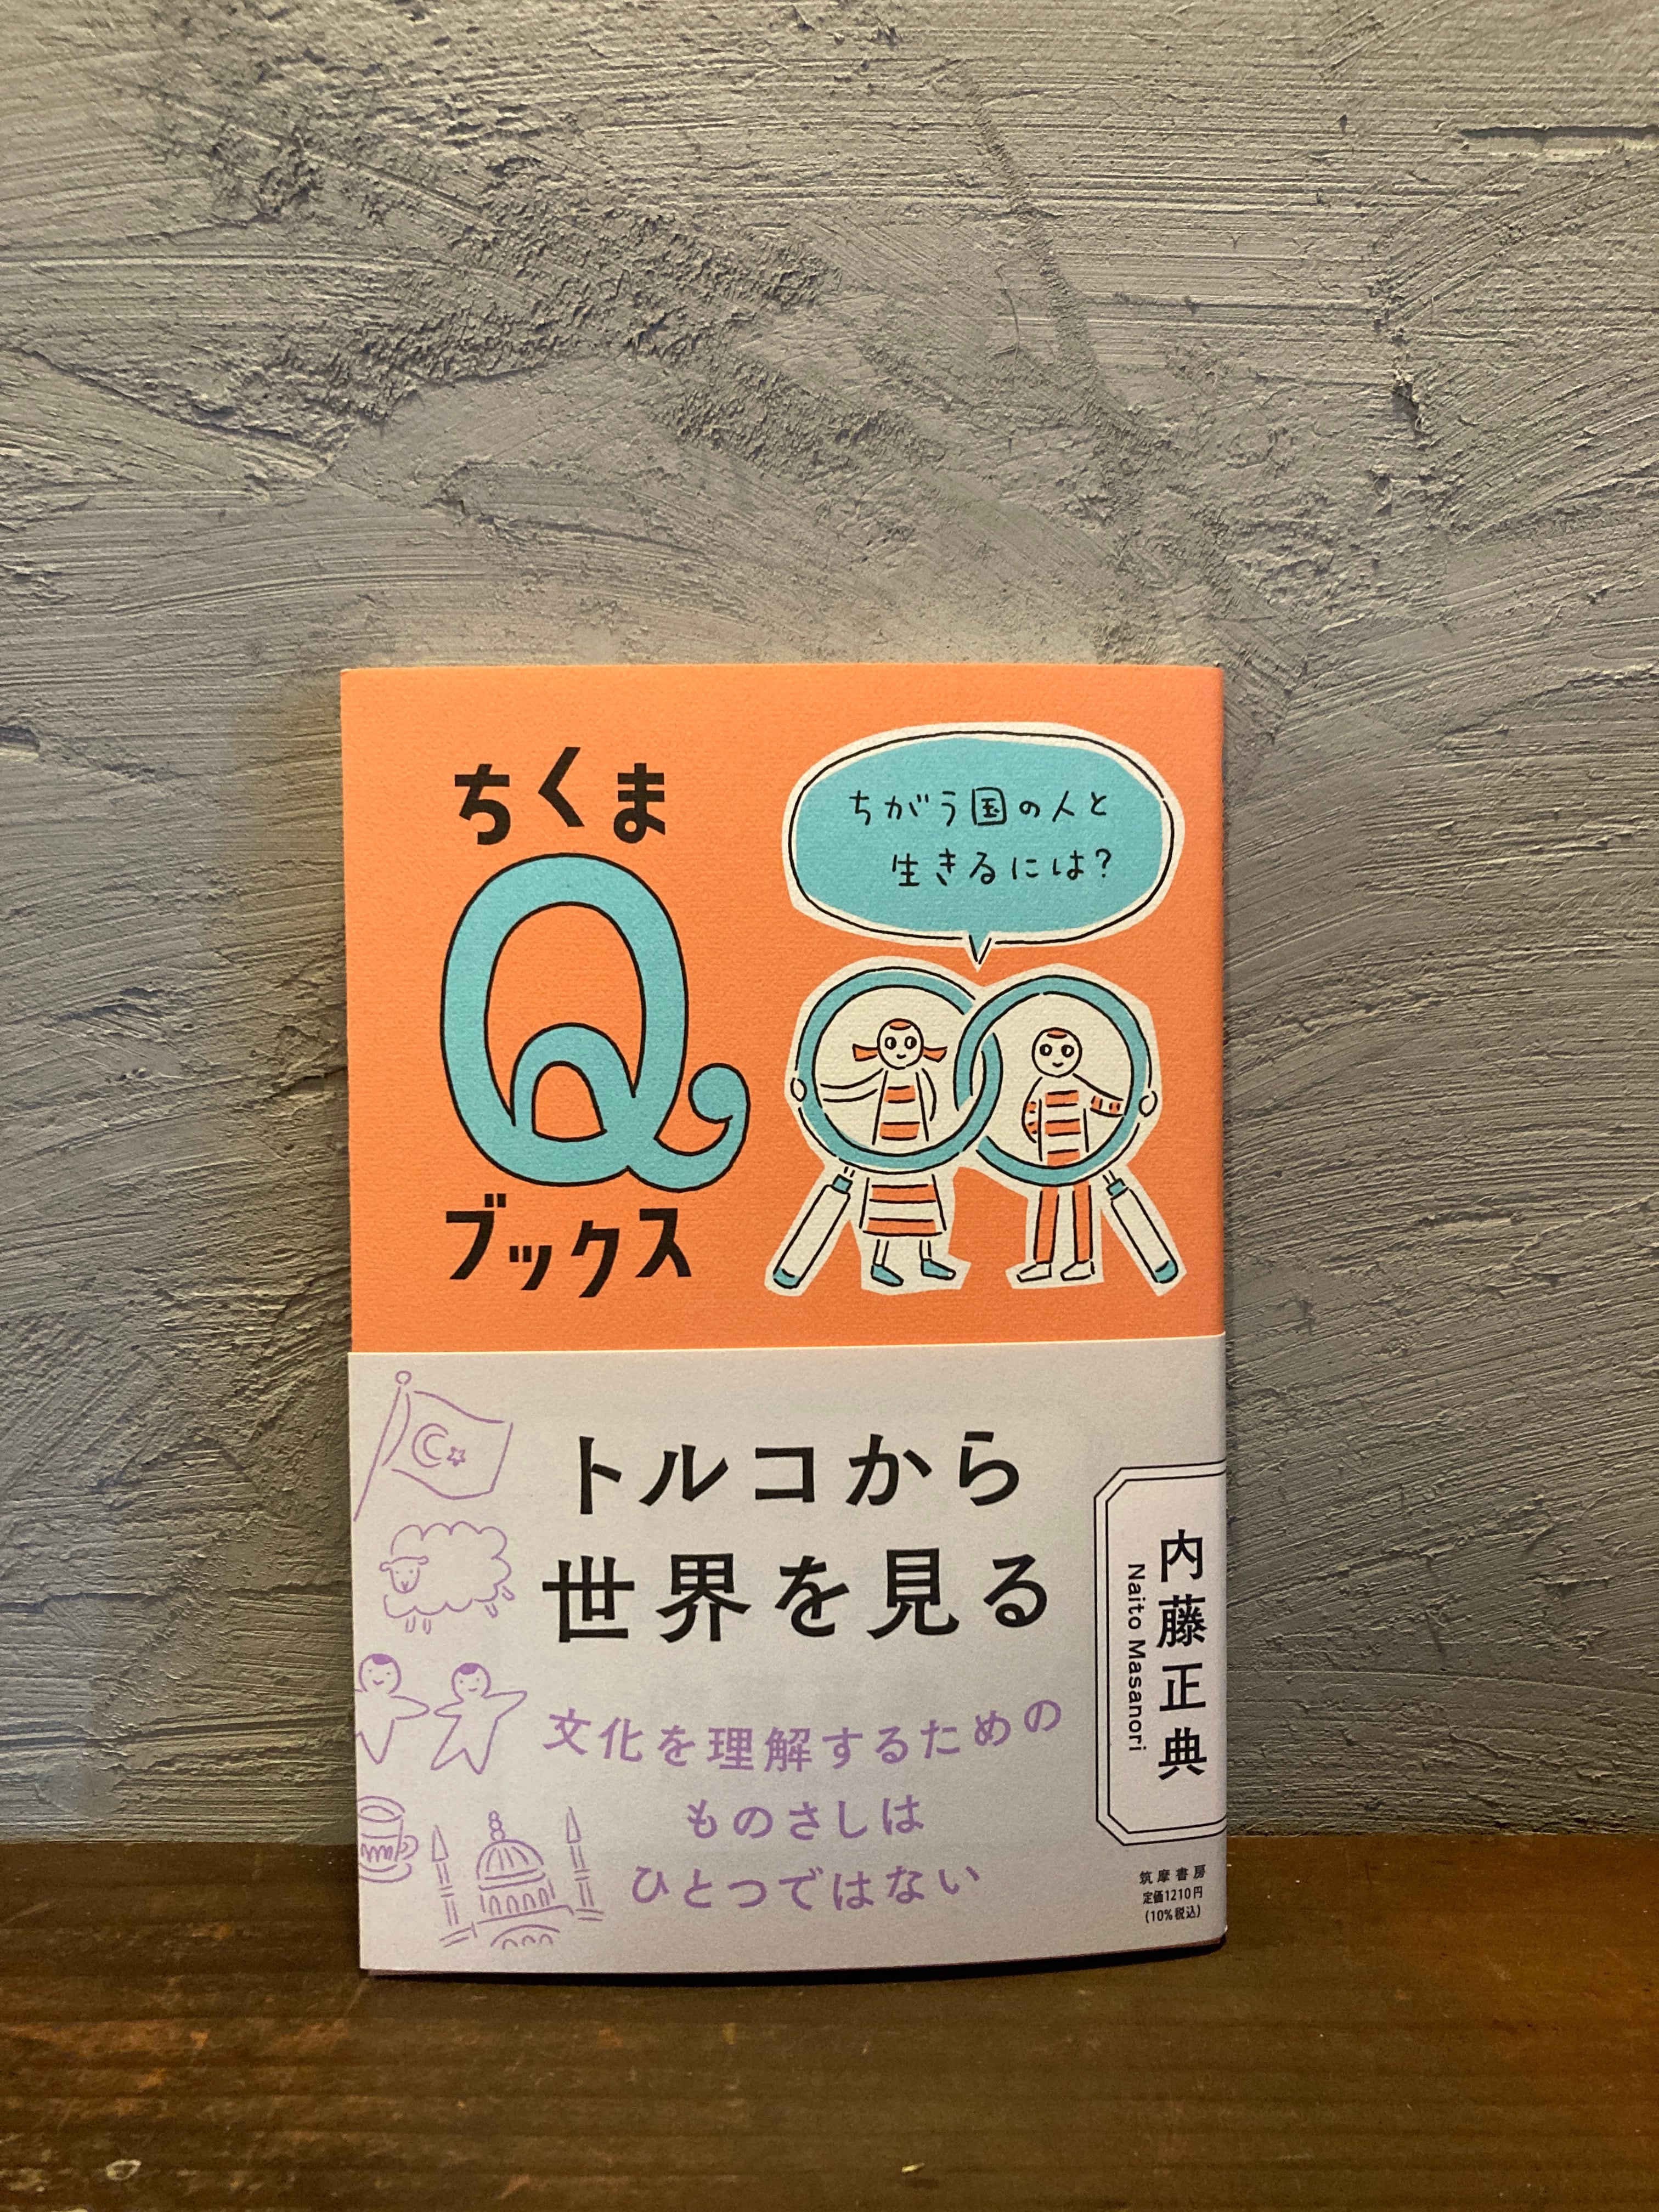 ちくま
Q
ブックス
ちがう国の人と
生きるには?
トルコから
世界を見る
文化を理解するための
ものさしは
ひとつではない
内藤正典
Naito Masanori
筑摩書房
定価1210円
(10%税込)